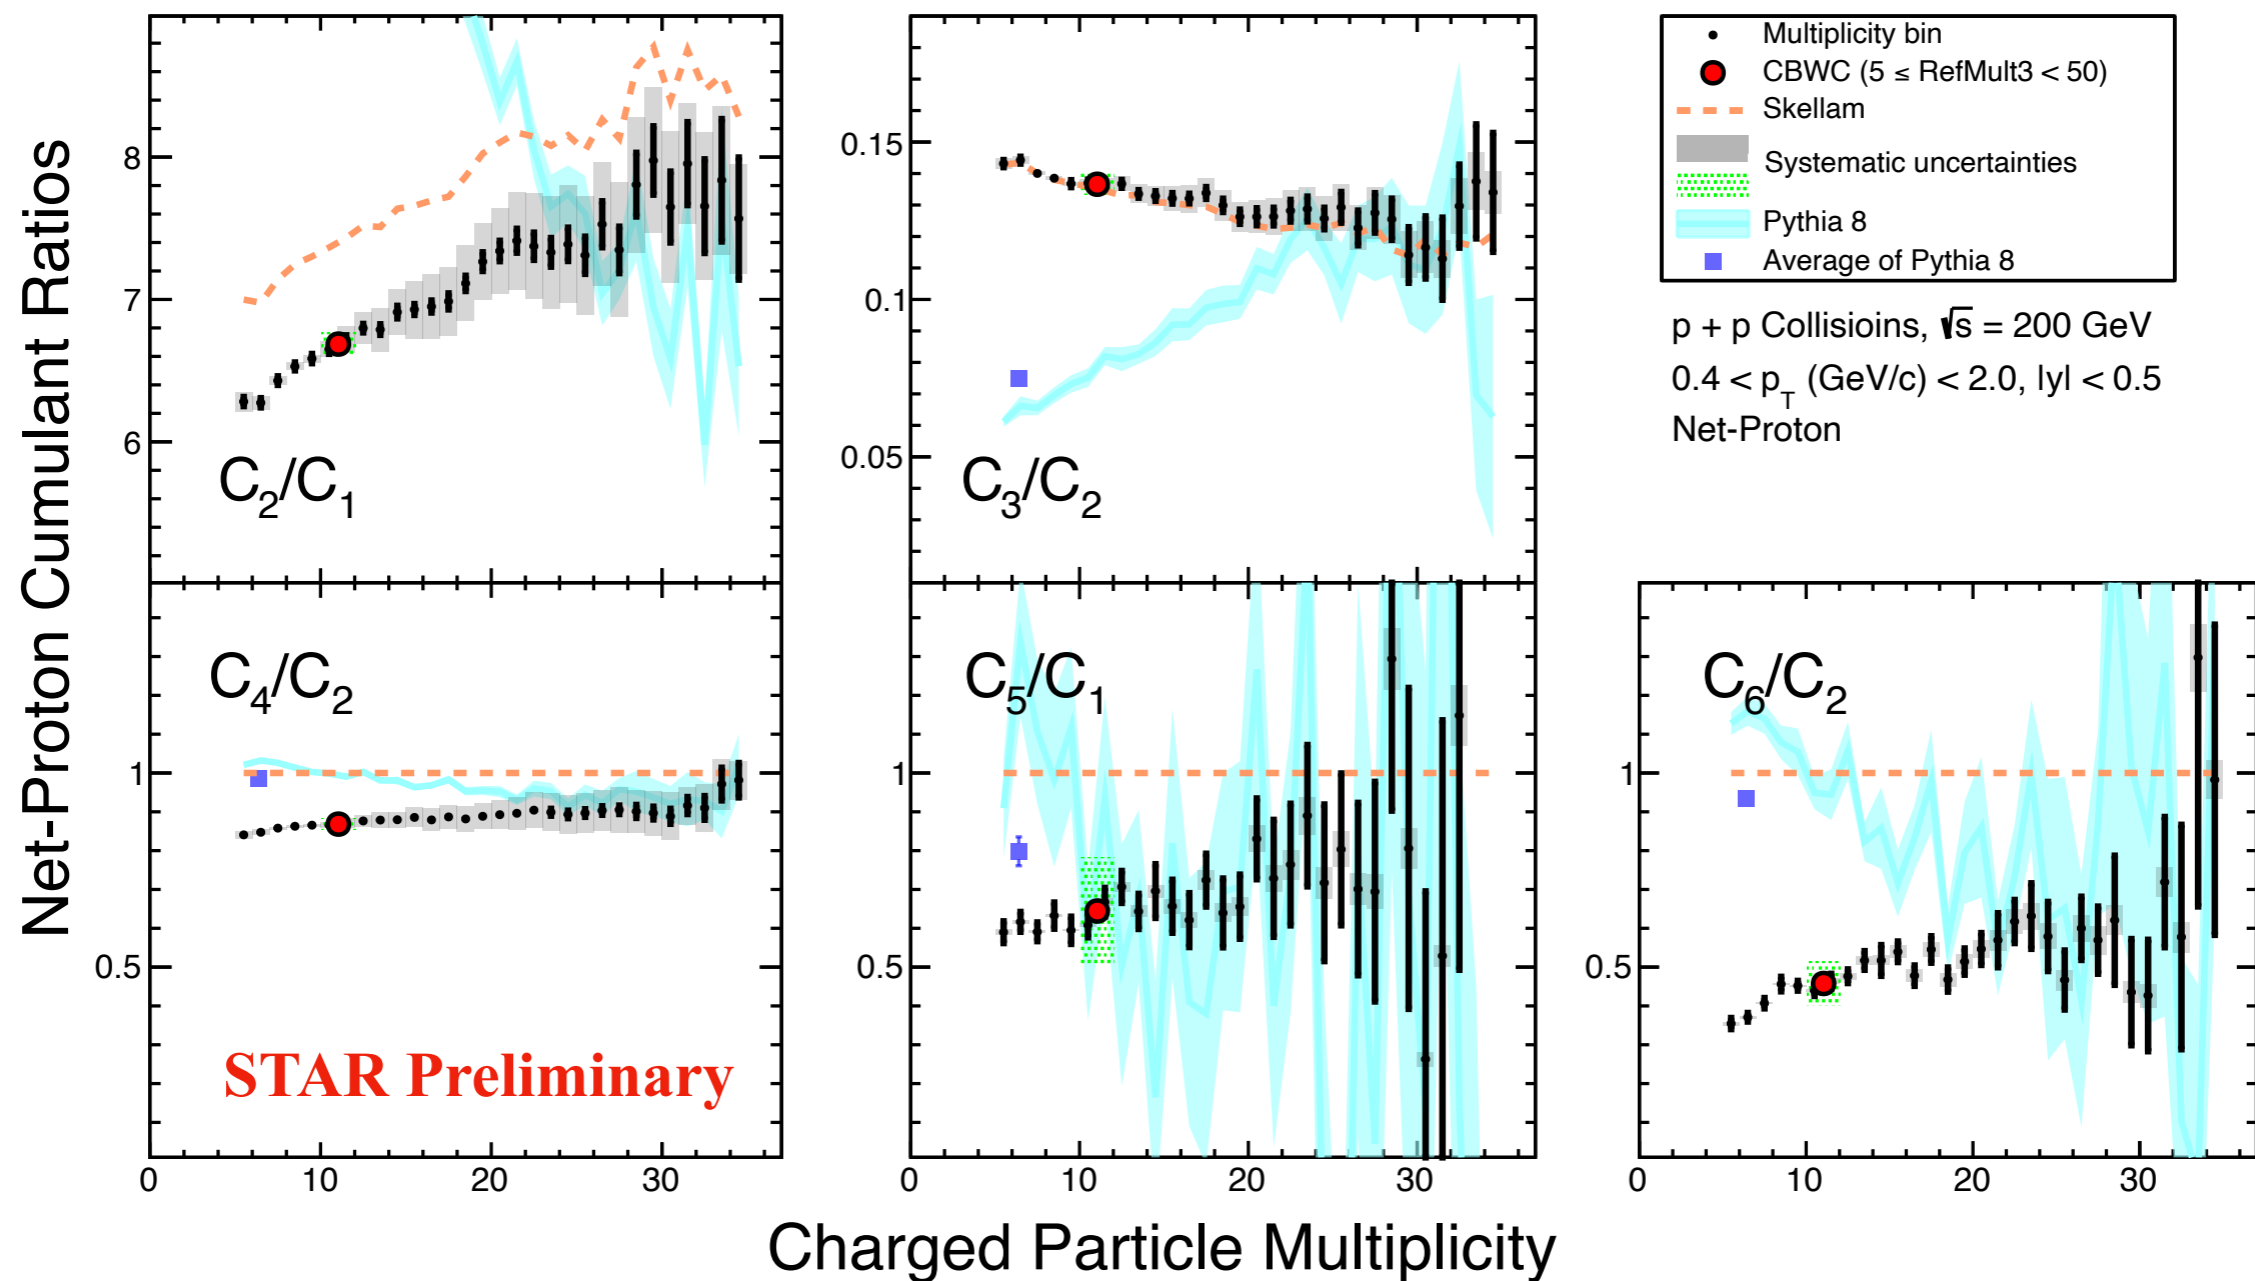 Net-Proton Cumulant Ratios
8
7
6
C2/C1
0.15
0.1
0.05
C3/C2
Multiplicity bin
CBWC (5 ≤ RefMult3 < 50)
Skellam
Systematic uncertainties
Pythia 8
Average of Pythia 8
p + p Collisioins, √s = 200 GeV
0.4 < pT (GeV/c) < 2.0, |y| < 0.5
Net-Proton
C4/C2
1
0.5
STAR Preliminary
0 10 20 30
C5/C1
1
0.5
0 10 20 30
C6/C2
1
0.5
0 10 20 30
Charged Particle Multiplicity